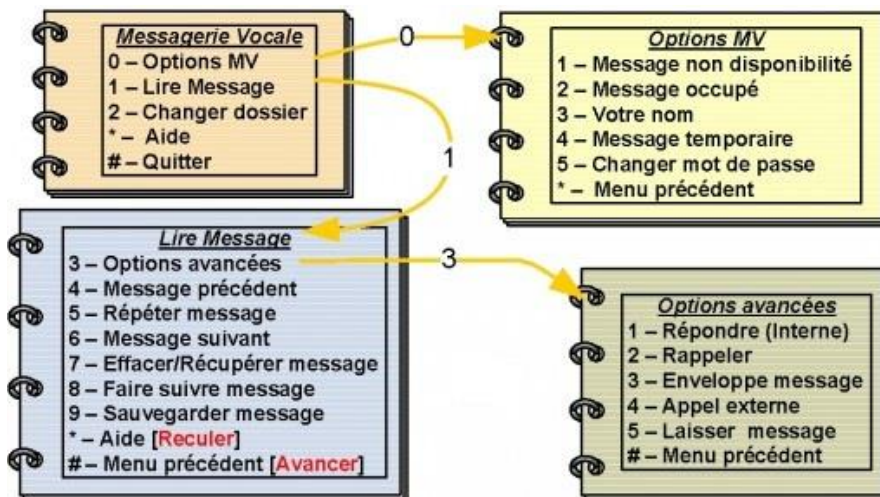 Messagerie Vocale
0 – Options MV
1 – Lire Message
2 – Changer dossier
* – Aide
# – Quitter
0
Options MV
1 – Message non disponibilité
2 – Message occupé
3 – Votre nom
4 – Message temporaire
5 – Changer mot de passe
* – Menu précédent
1
Lire Message
3 – Options avancées
4 – Message précédent
5 – Répéter message
6 – Message suivant
7 – Effacer/Récupérer message
8 – Faire suivre message
9 – Sauvegarder message
* – Aide [Reculer]
# – Menu précédent [Avancer]
3
Options avancées
1 – Répondre (Interne)
2 – Rappeler
3 – Enveloppe message
4 – Appel externe
5 – Laisser message
# – Menu précédent